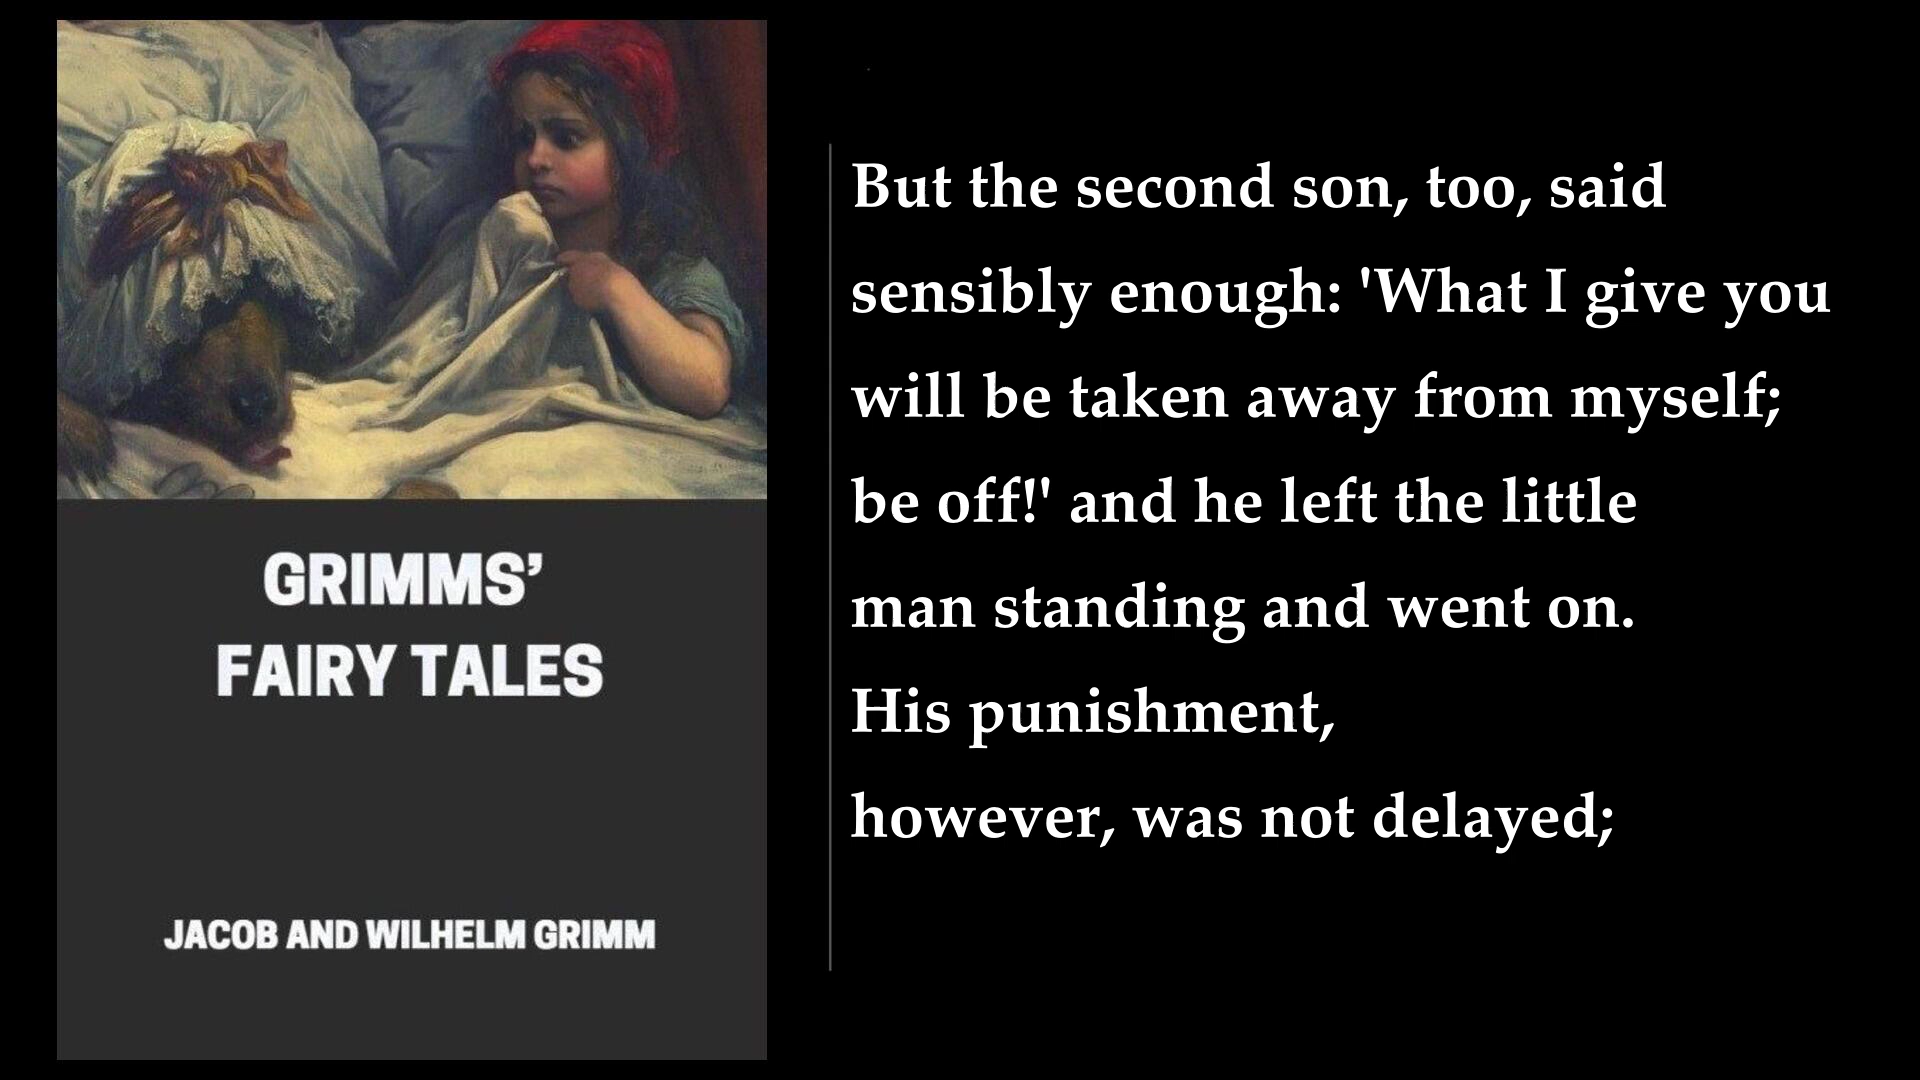 GRIMMS’
FAIRY TALES
JACOB AND WILHELM GRIMM
But the second son, too, said
sensibly enough: 'What I give you
will be taken away from myself;
be off!' and he left the little
man standing and went on.
His punishment,
however, was not delayed;